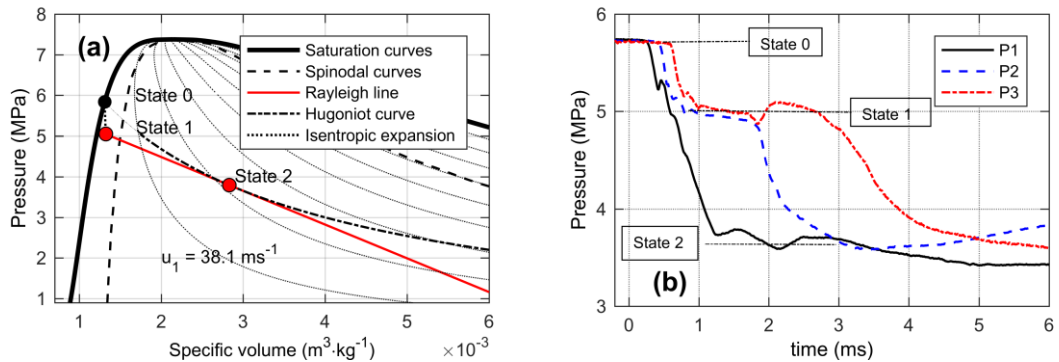 (a)
8
7
6
5
4
3
2
1
Pressure (MPa)
Saturation curves
Spinodal curves
Rayleigh line
Hugoniot curve
Isentropic expansion
State 0
State 1
State 2
u1 = 38.1 ms-1
1 2 3 4 5 6
Specific volume (m3·kg-1) ×10-3
6
5
4
3
Pressure (MPa)
State 0
P1
P2
P3
State 1
State 2
(b)
0 1 2 3 4 5 6
time (ms)